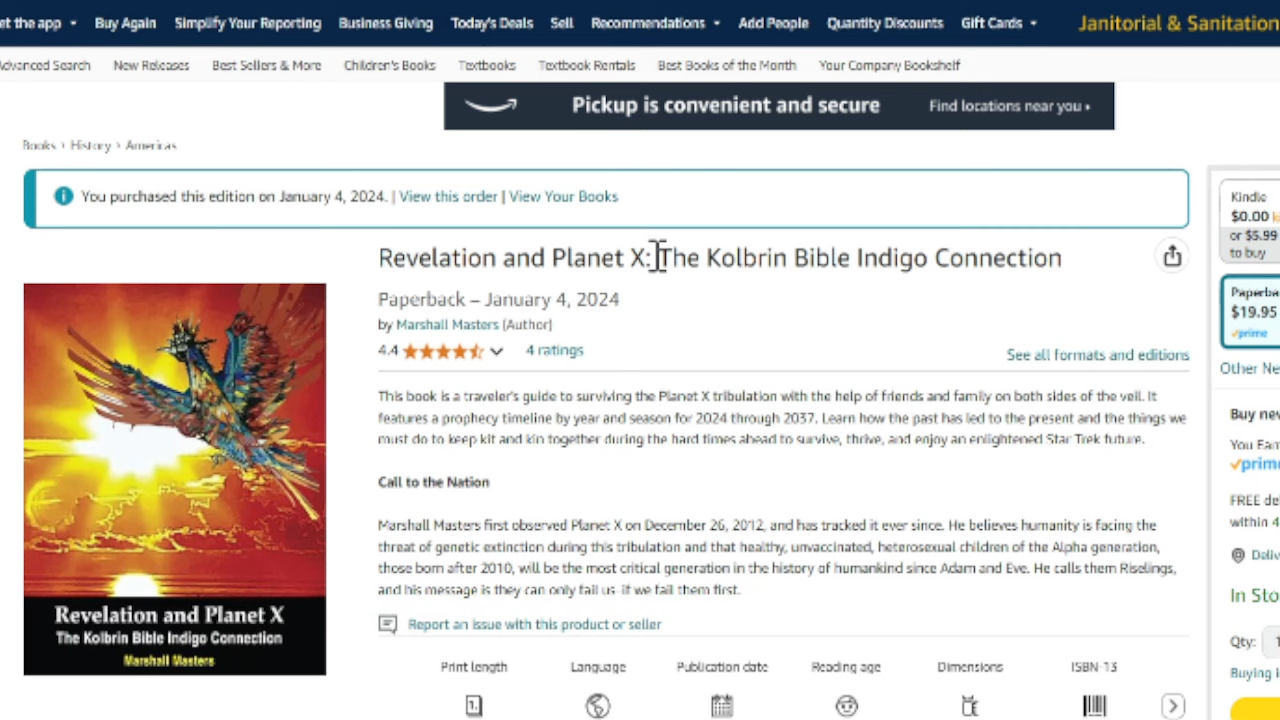 et the app Buy Again Simplify Your Reporting Business Giving Today's Deals Sell Recommendations Add People Quantity Discounts Gift Cards Janitorial & Sanitation
Advanced Search New Releases Best Sellers & More Children's Books Textbooks Textbook Rentals Best Books of the Month Your Company Bookshelf
Pickup is convenient and secure Find locations near you
Books › History › Americas
You purchased this edition on January 4, 2024. | View this order | View Your Books
Revelation and Planet X: The Kolbrin Bible Indigo Connection
Paperback – January 4, 2024
by Marshall Masters (Author)
4.4 4 ratings
See all formats and editions
This book is a traveler's guide to surviving the Planet X tribulation with the help of friends and family on both sides of the veil. It
features a prophecy timeline by year and season for 2024 through 2037. Learn how the past has led to the present and the things we
must do to keep kit and kin together during the hard times ahead to survive, thrive, and enjoy an enlightened Star Trek future.
Call to the Nation
Marshall Masters first observed Planet X on December 26, 2012, and has tracked it ever since. He believes humanity is facing the
threat of genetic extinction during this tribulation and that healthy, unvaccinated, heterosexual children of the Alpha generation,
those born after 2010, will be the most critical generation in the history of humankind since Adam and Eve. He calls them Riselings,
and his message is they can only fail us if we fail them first.
Report an issue with this product or seller
Print length Language Publication date Reading age Dimensions ISBN-13
Revelation and Planet X
The Kolbrin Bible Indigo Connection
Marshall Masters
Kindle
$0.00
or $5.99
to buy
Paperba
$19.95
prime
Other Ne
Buy new
You Earn
prime
FREE de
within 4
Deliv
In Sto
Qty: 1
Buying i